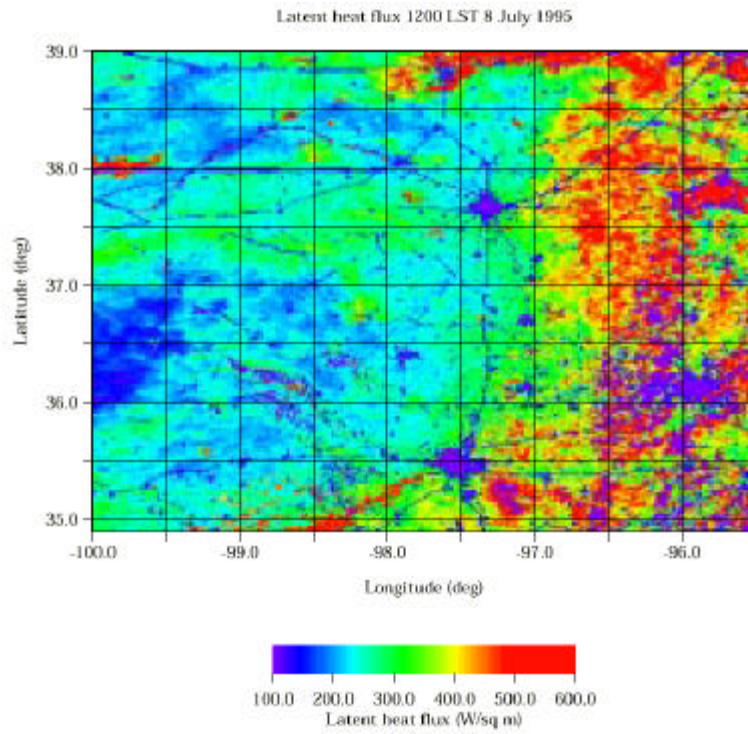 Latent heat flux 1200 LST 8 July 1995
39.0
38.0
37.0
36.0
35.0
Latitude (deg)
-100.0 -99.0 -98.0 -97.0 -96.0
Longitude (deg)
100.0 200.0 300.0 400.0 500.0 600.0
Latent heat flux (W/sq m)